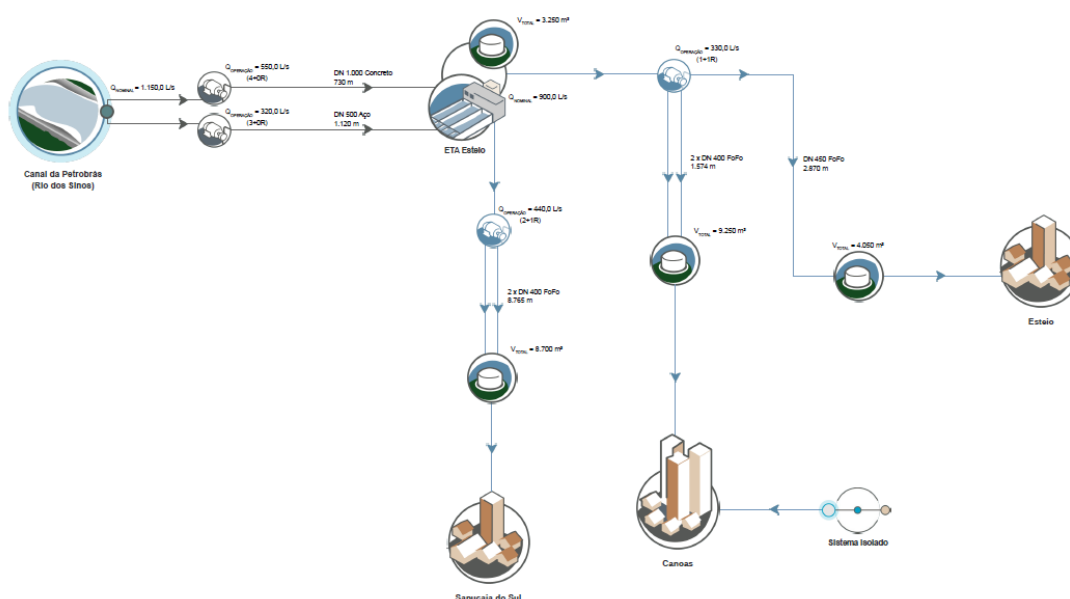 V TOTAL = 3.250 m³
Q OPERAÇÃO = 550,0 L/s
(4+0R)
Q NOMINAL = 1.150,0 L/s
DN 1.000 Concreto
730 m
Q OPERAÇÃO = 320,0 L/s
(3+0R)
DN 500 Aço
1.120 m
Canal da Petrobrás
(Rio dos Sinos)
Q NOMINAL = 900,0 L/s
ETA Esteio
Q OPERAÇÃO = 330,0 L/s
(1+1R)
2 x DN 400 FoFo
1.574 m
DN 450 FoFo
2.870 m
Q OPERAÇÃO = 440,0 L/s
(2+1R)
V TOTAL = 9.250 m³
V TOTAL = 4.050 m³
2 x DN 400 FoFo
8.765 m
Esteio
V TOTAL = 8.700 m³
Sistema Isolado
Canoas
Sapucaia do Sul